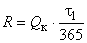 R = Qк · τ1 / 365